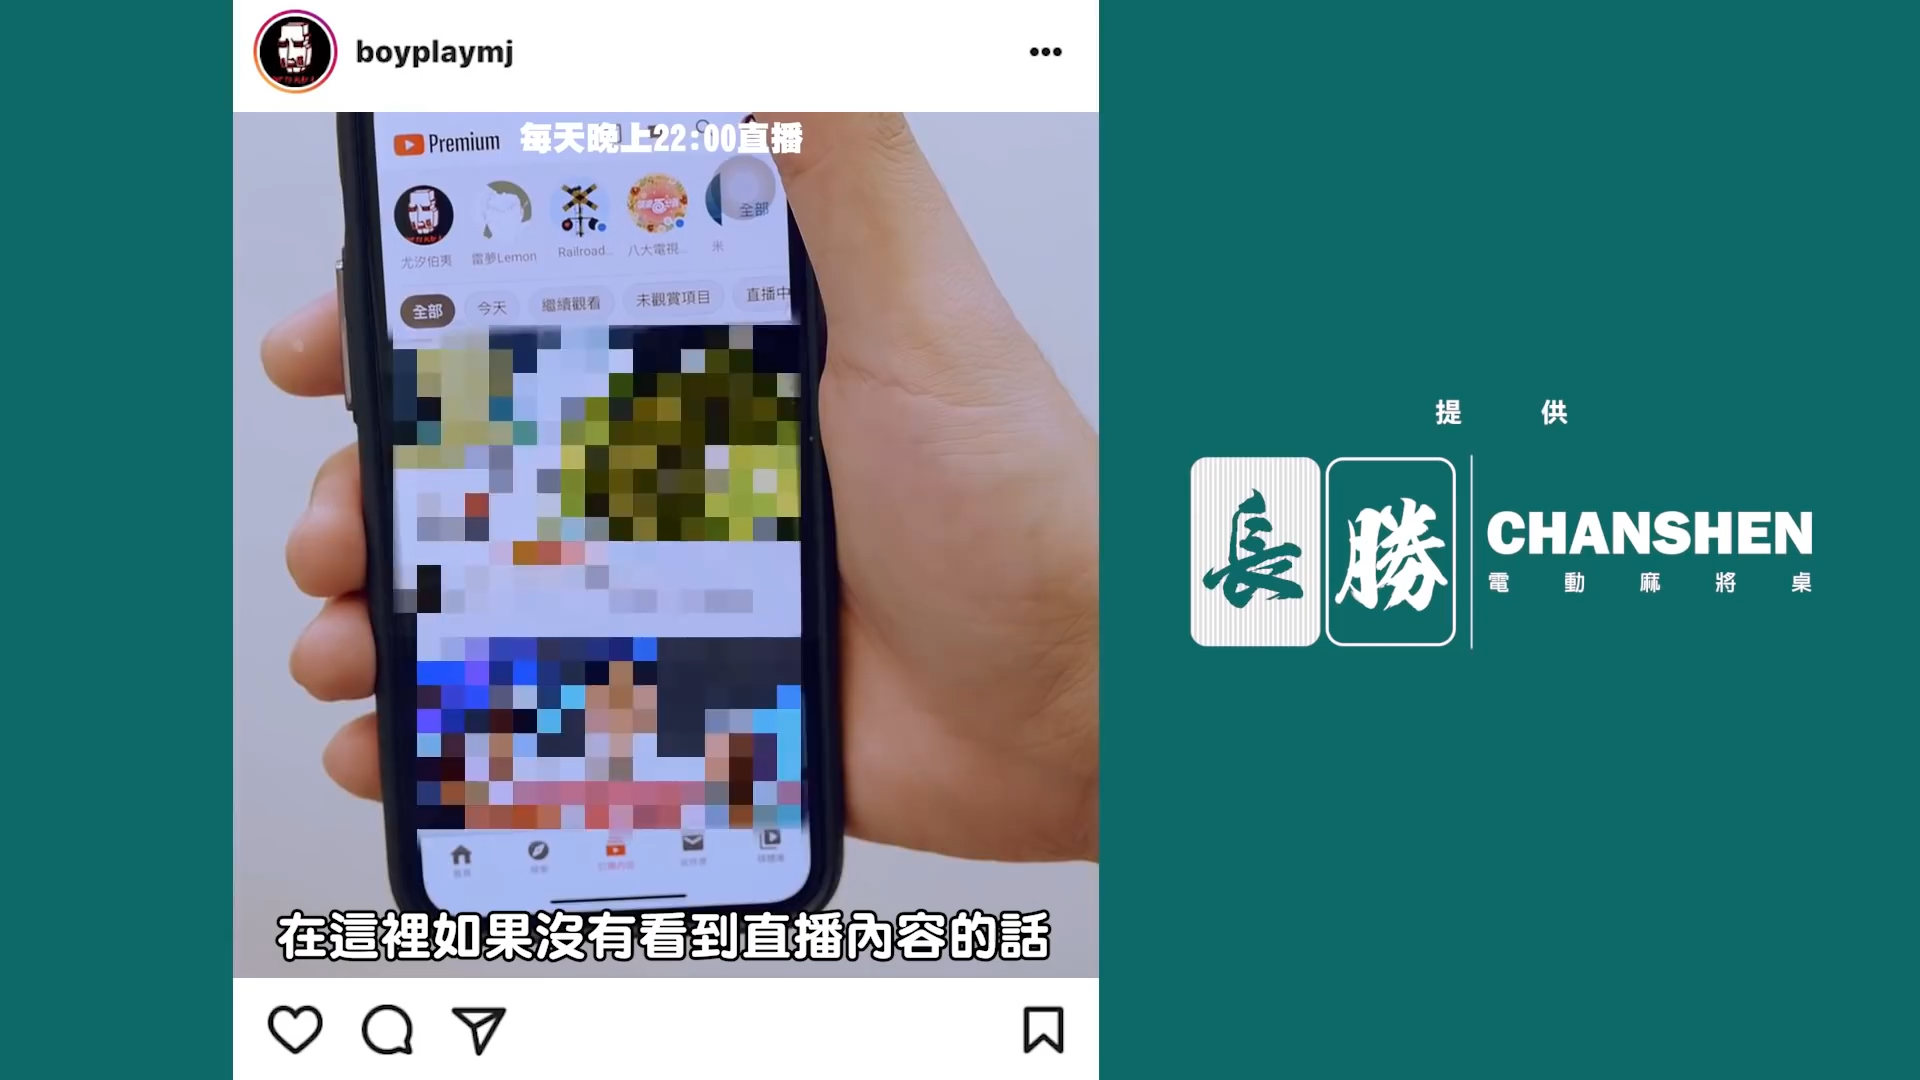 boyplaymj
Premium
每天晚上22:00直播
全部
尤汐伯夷
雷夢Lemon
Railroad...
八大電視...
米
全部
今天
繼續觀看
未觀賞項目
直播中
在這裡如果沒有看到直播內容的話
提供
長勝
CHANSHEN
電動麻將桌